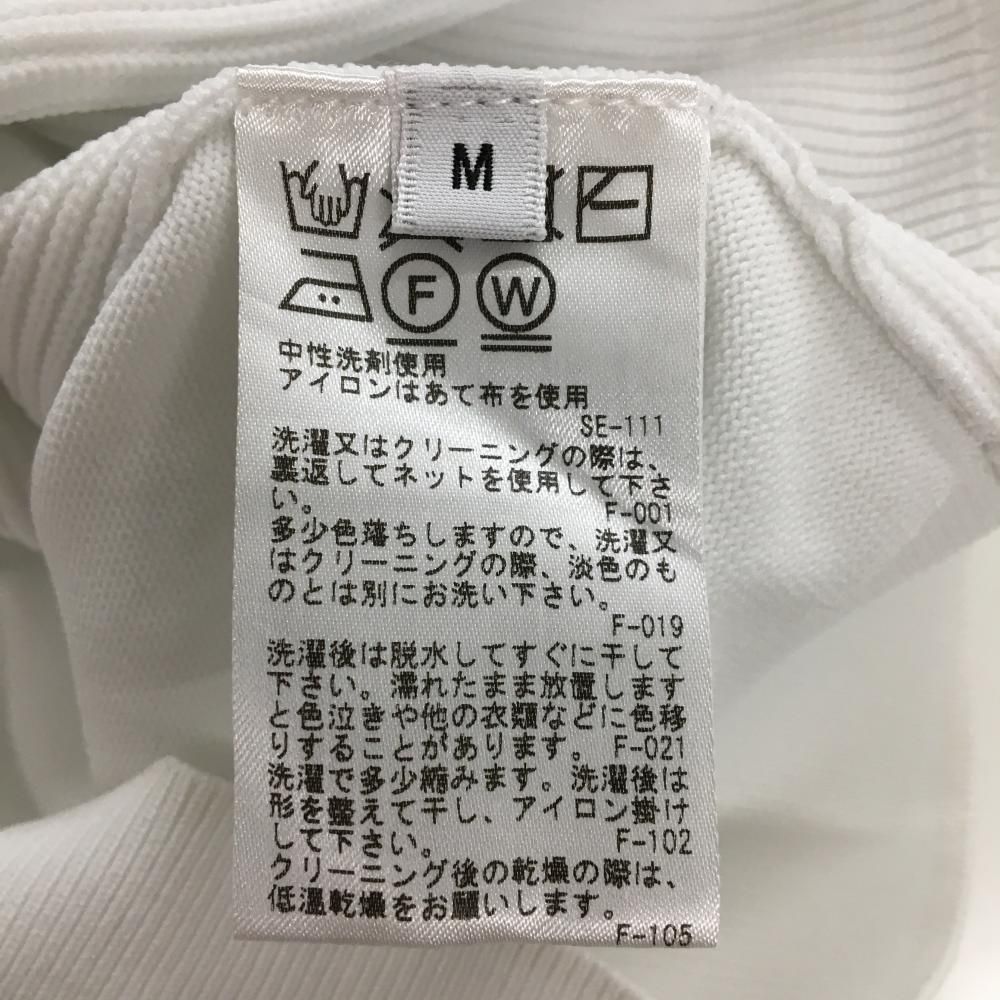 M
F
W
中性洗剤使用
アイロンはあて布を使用
SE-111
洗濯又はクリーニングの際は、
裏返してネットを使用して下さ
い。
F-001
多少色落ちしますので、洗濯又
はクリーニングの際、淡色のも
のとは別にお洗い下さい。
F-019
洗濯後は脱水してすぐに干して
下さい。濡れたまま放置します
と色泣きや他の衣類などに色移
りすることがあります。 F-021
洗濯で多少縮みます。洗濯後は
形を整えて干し、アイロン掛け
して下さい。
F-102
クリーニング後の乾燥の際は、
低温乾燥をお願いします。
F-105